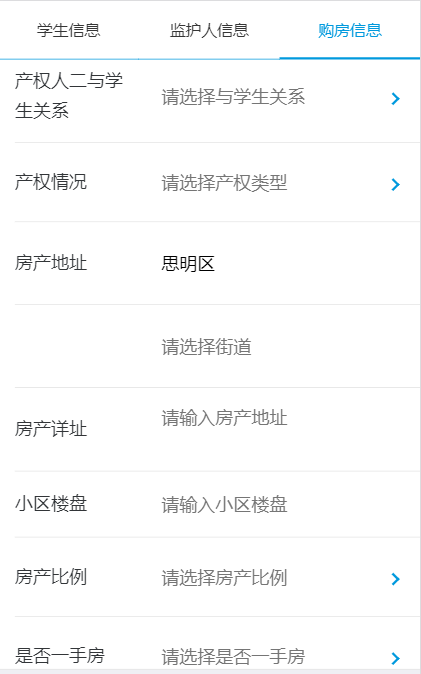 学生信息 监护人信息 购房信息
产权人二与学
生关系 请选择与学生关系
产权情况 请选择产权类型
房产地址 思明区
请选择街道
房产详址 请输入房产地址
小区楼盘 请输入小区楼盘
房产比例 请选择房产比例
是否一手房 请选择是否一手房